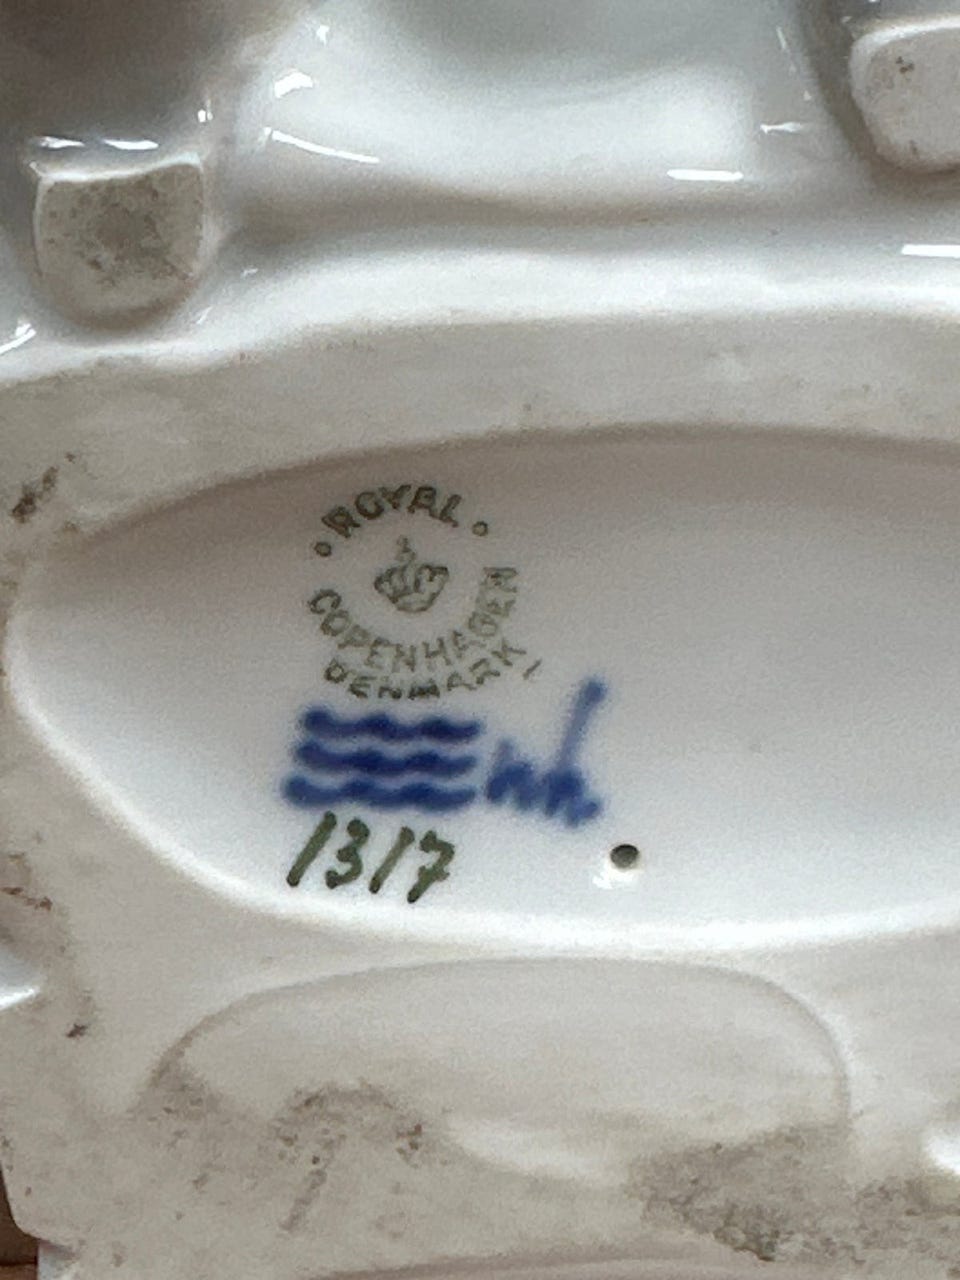 ROYAL
COPENHAGEN
DENMARK
1317